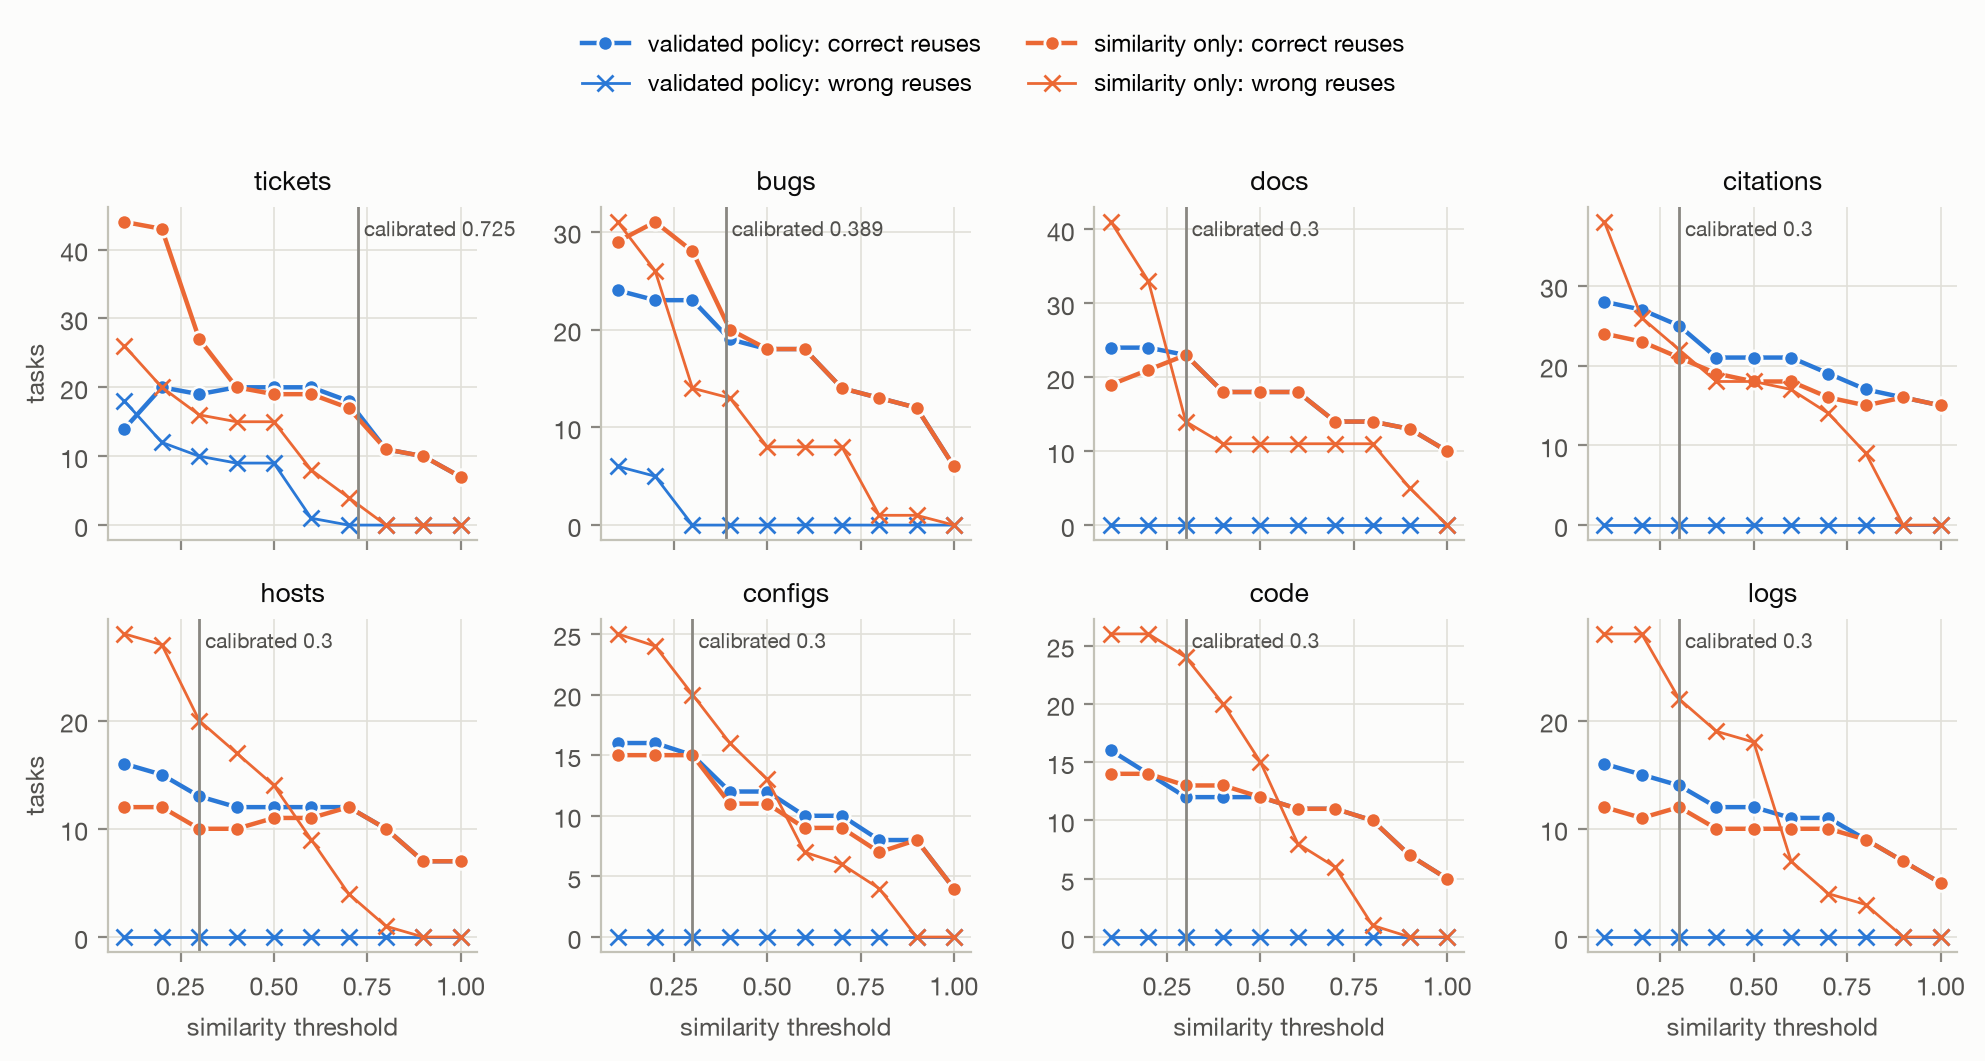 validated policy: correct reuses
similarity only: correct reuses
validated policy: wrong reuses
similarity only: wrong reuses
tickets
bugs
docs
citations
calibrated 0.725
calibrated 0.389
calibrated 0.3
calibrated 0.3
tasks
40
30
20
10
0
30
20
10
0
40
30
20
10
0
30
20
10
0
hosts
configs
code
logs
calibrated 0.3
calibrated 0.3
calibrated 0.3
calibrated 0.3
tasks
20
10
0
25
20
15
10
5
0
25
20
15
10
5
0
20
10
0
0.25 0.50 0.75 1.00
0.25 0.50 0.75 1.00
0.25 0.50 0.75 1.00
0.25 0.50 0.75 1.00
similarity threshold
similarity threshold
similarity threshold
similarity threshold